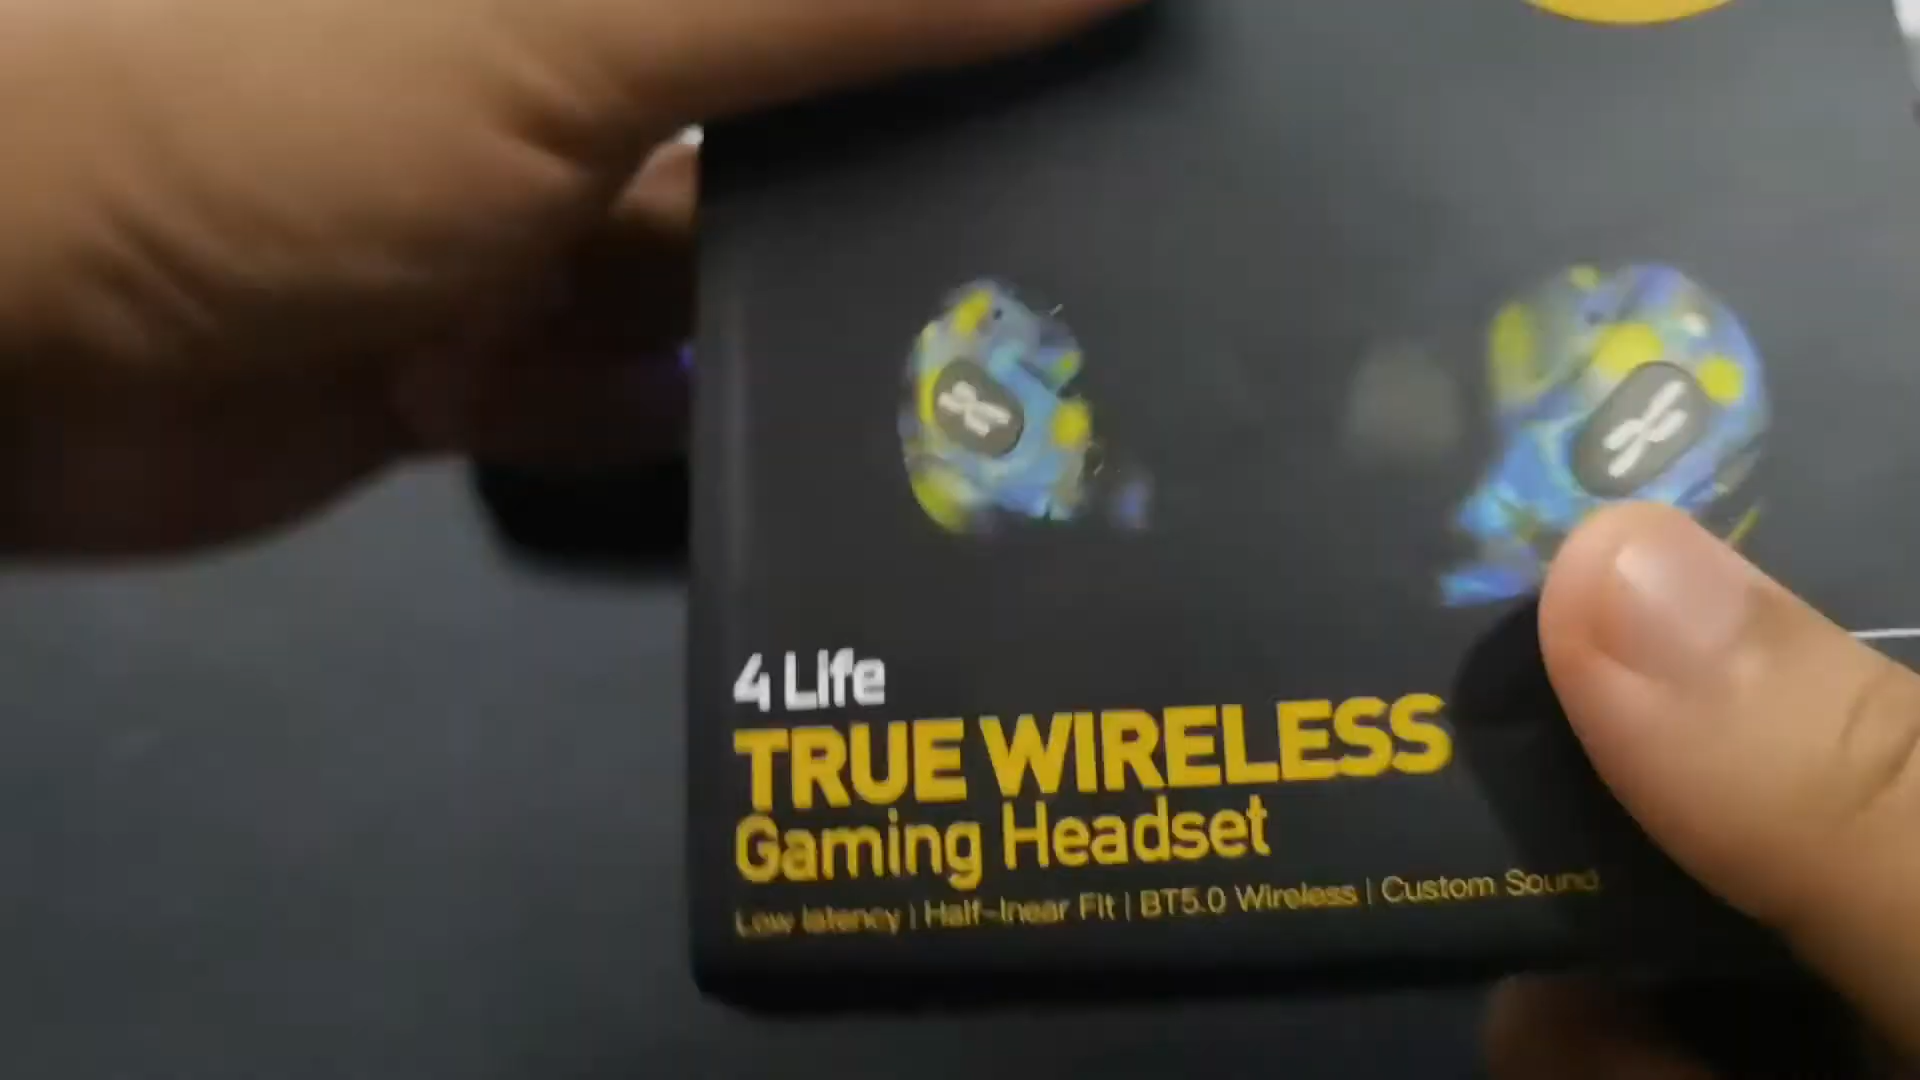 4 Life
TRUE WIRELESS
Gaming Headset
Low latency | Half-Inear Fit | BT5.0 Wireless | Custom Sound